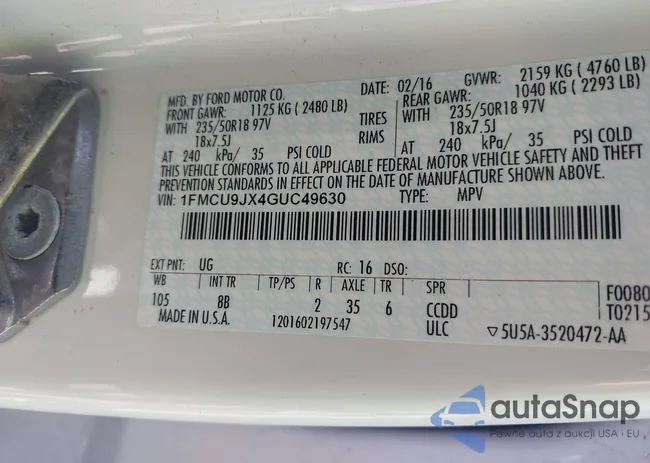 MFD. BY FORD MOTOR CO. DATE: 02/16 GVWR: 2159 KG ( 4760 LB)
FRONT GAWR: 1125 KG ( 2480 LB) REAR GAWR: 1040 KG ( 2293 LB)
WITH 235/50R18 97V TIRES WITH 235/50R18 97V
18x7.5J RIMS 18x7.5J
AT 240 kPa/ 35 PSI COLD AT 240 kPa/ 35 PSI COLD
THIS VEHICLE CONFORMS TO ALL APPLICABLE FEDERAL MOTOR VEHICLE SAFETY AND THEFT
PREVENTION STANDARDS IN EFFECT ON THE DATE OF MANUFACTURE SHOWN ABOVE.
VIN: 1FMCU9JX4GUC49630 TYPE: MPV
EXT PNT: UG RC: 16 DSO:
WB INT TR TP/PS R AXLE TR SPR F0080
105 8B 2 35 6 CCDD T0215
MADE IN U.S.A. 1201602197547 ULC ▽5U5A-3520472-AA
autaSnap
Pewne auta z aukcji USA i EU